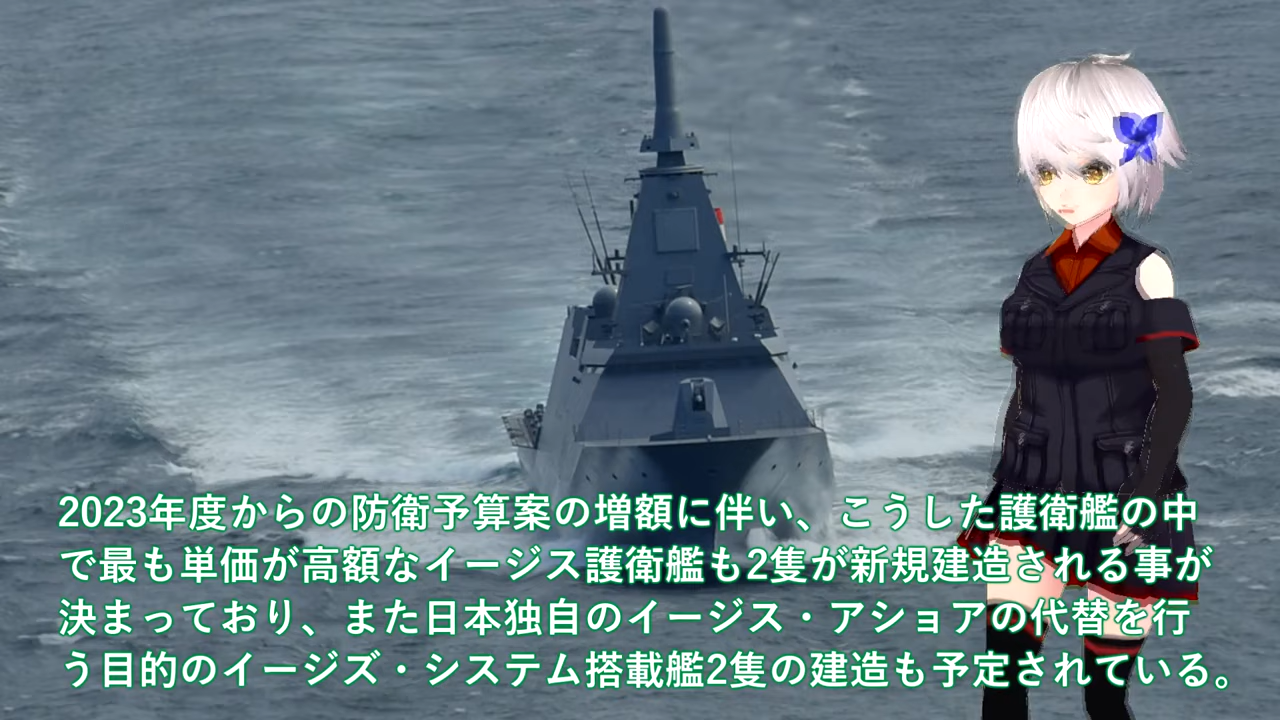 2023年度からの防衛予算案の増額に伴い、こうした護衛艦の中
で最も単価が高額なイージス護衛艦も2隻が新規建造される事が
決まっており、また日本独自のイージス・アショアの代替を行
う目的のイージズ・システム搭載艦2隻の建造も予定されている。